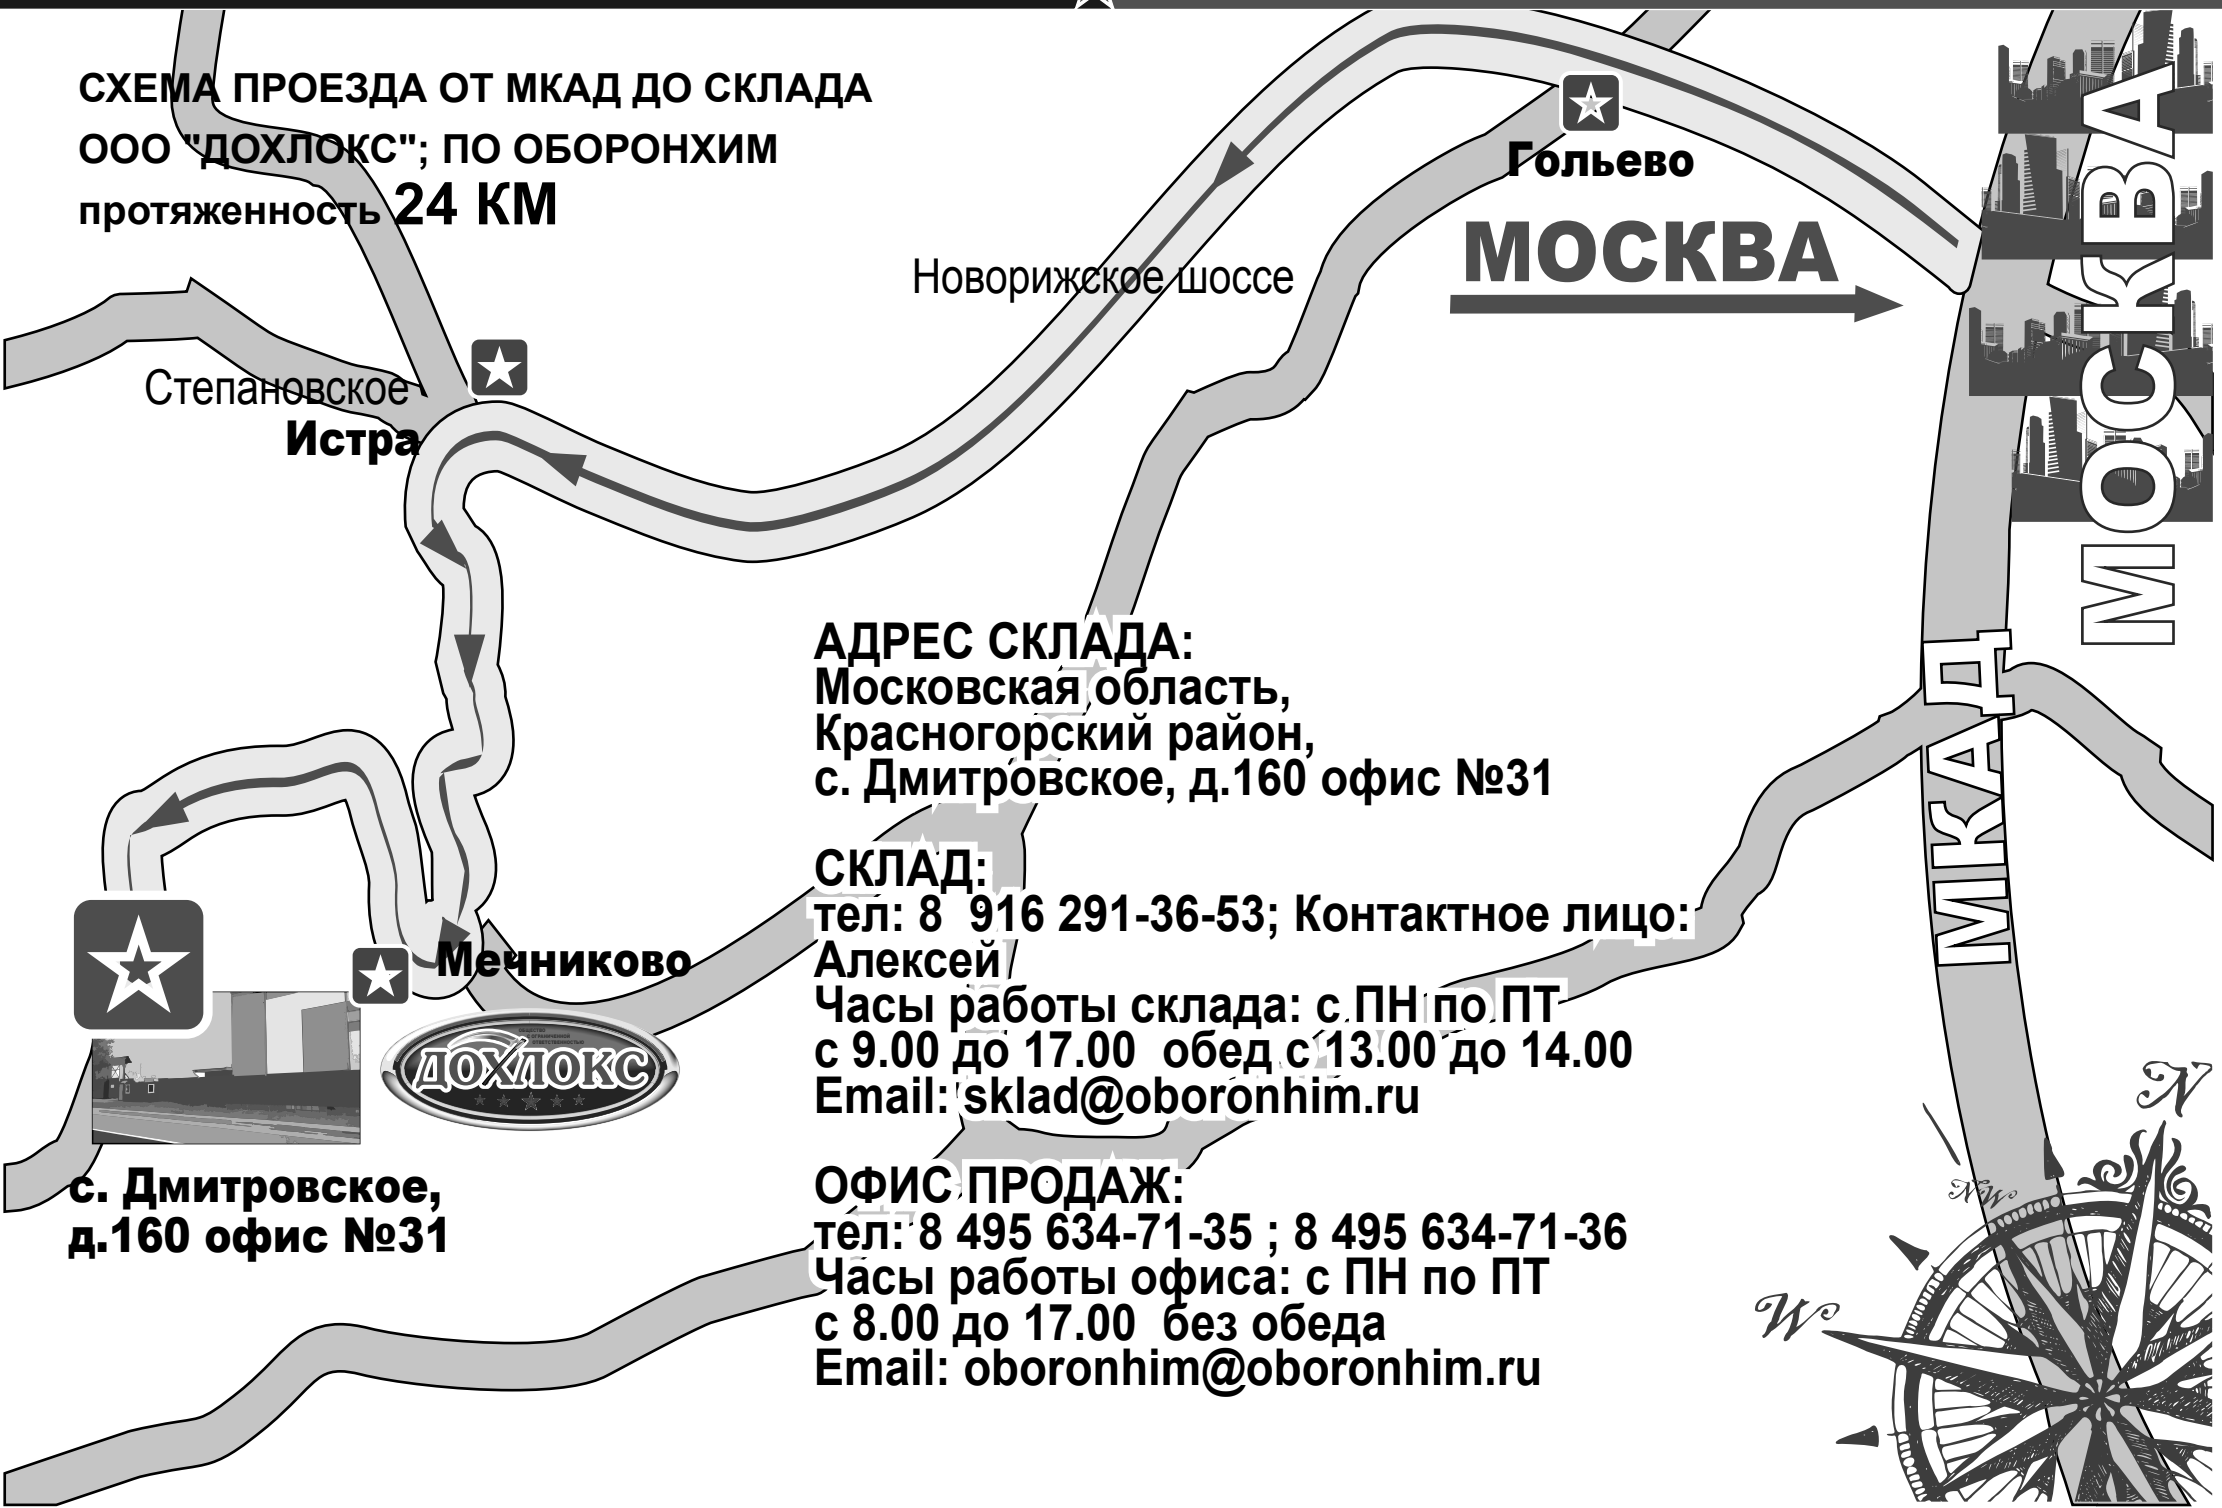 СХЕМА ПРОЕЗДА ОТ МКАД ДО СКЛАДА
ООО "ДОХЛОКС"; ПО ОБОРОНХИМ
протяженность 24 КМ
Гольево
МОСКВА
Новорижское шоссе
Степановское
Истра
МОСКВА
МКАД
АДРЕС СКЛАДА:
Московская область,
Красногорский район,
с. Дмитровское, д.160 офис №31
СКЛАД:
тел: 8 916 291-36-53; Контактное лицо:
Алексей
Часы работы склада: с ПН по ПТ
с 9.00 до 17.00 обед с 13.00 до 14.00
Email: sklad@oboronhim.ru
ОФИС ПРОДАЖ:
тел: 8 495 634-71-35 ; 8 495 634-71-36
Часы работы офиса: с ПН по ПТ
с 8.00 до 17.00 без обеда
Email: oboronhim@oboronhim.ru
Мечниково
ОБЩЕСТВО
ОГРАНИЧЕННОЙ
ОТВЕТСТВЕННОСТЬЮ
ДОХЛОКС
с. Дмитровское,
д.160 офис №31
N
NW
W